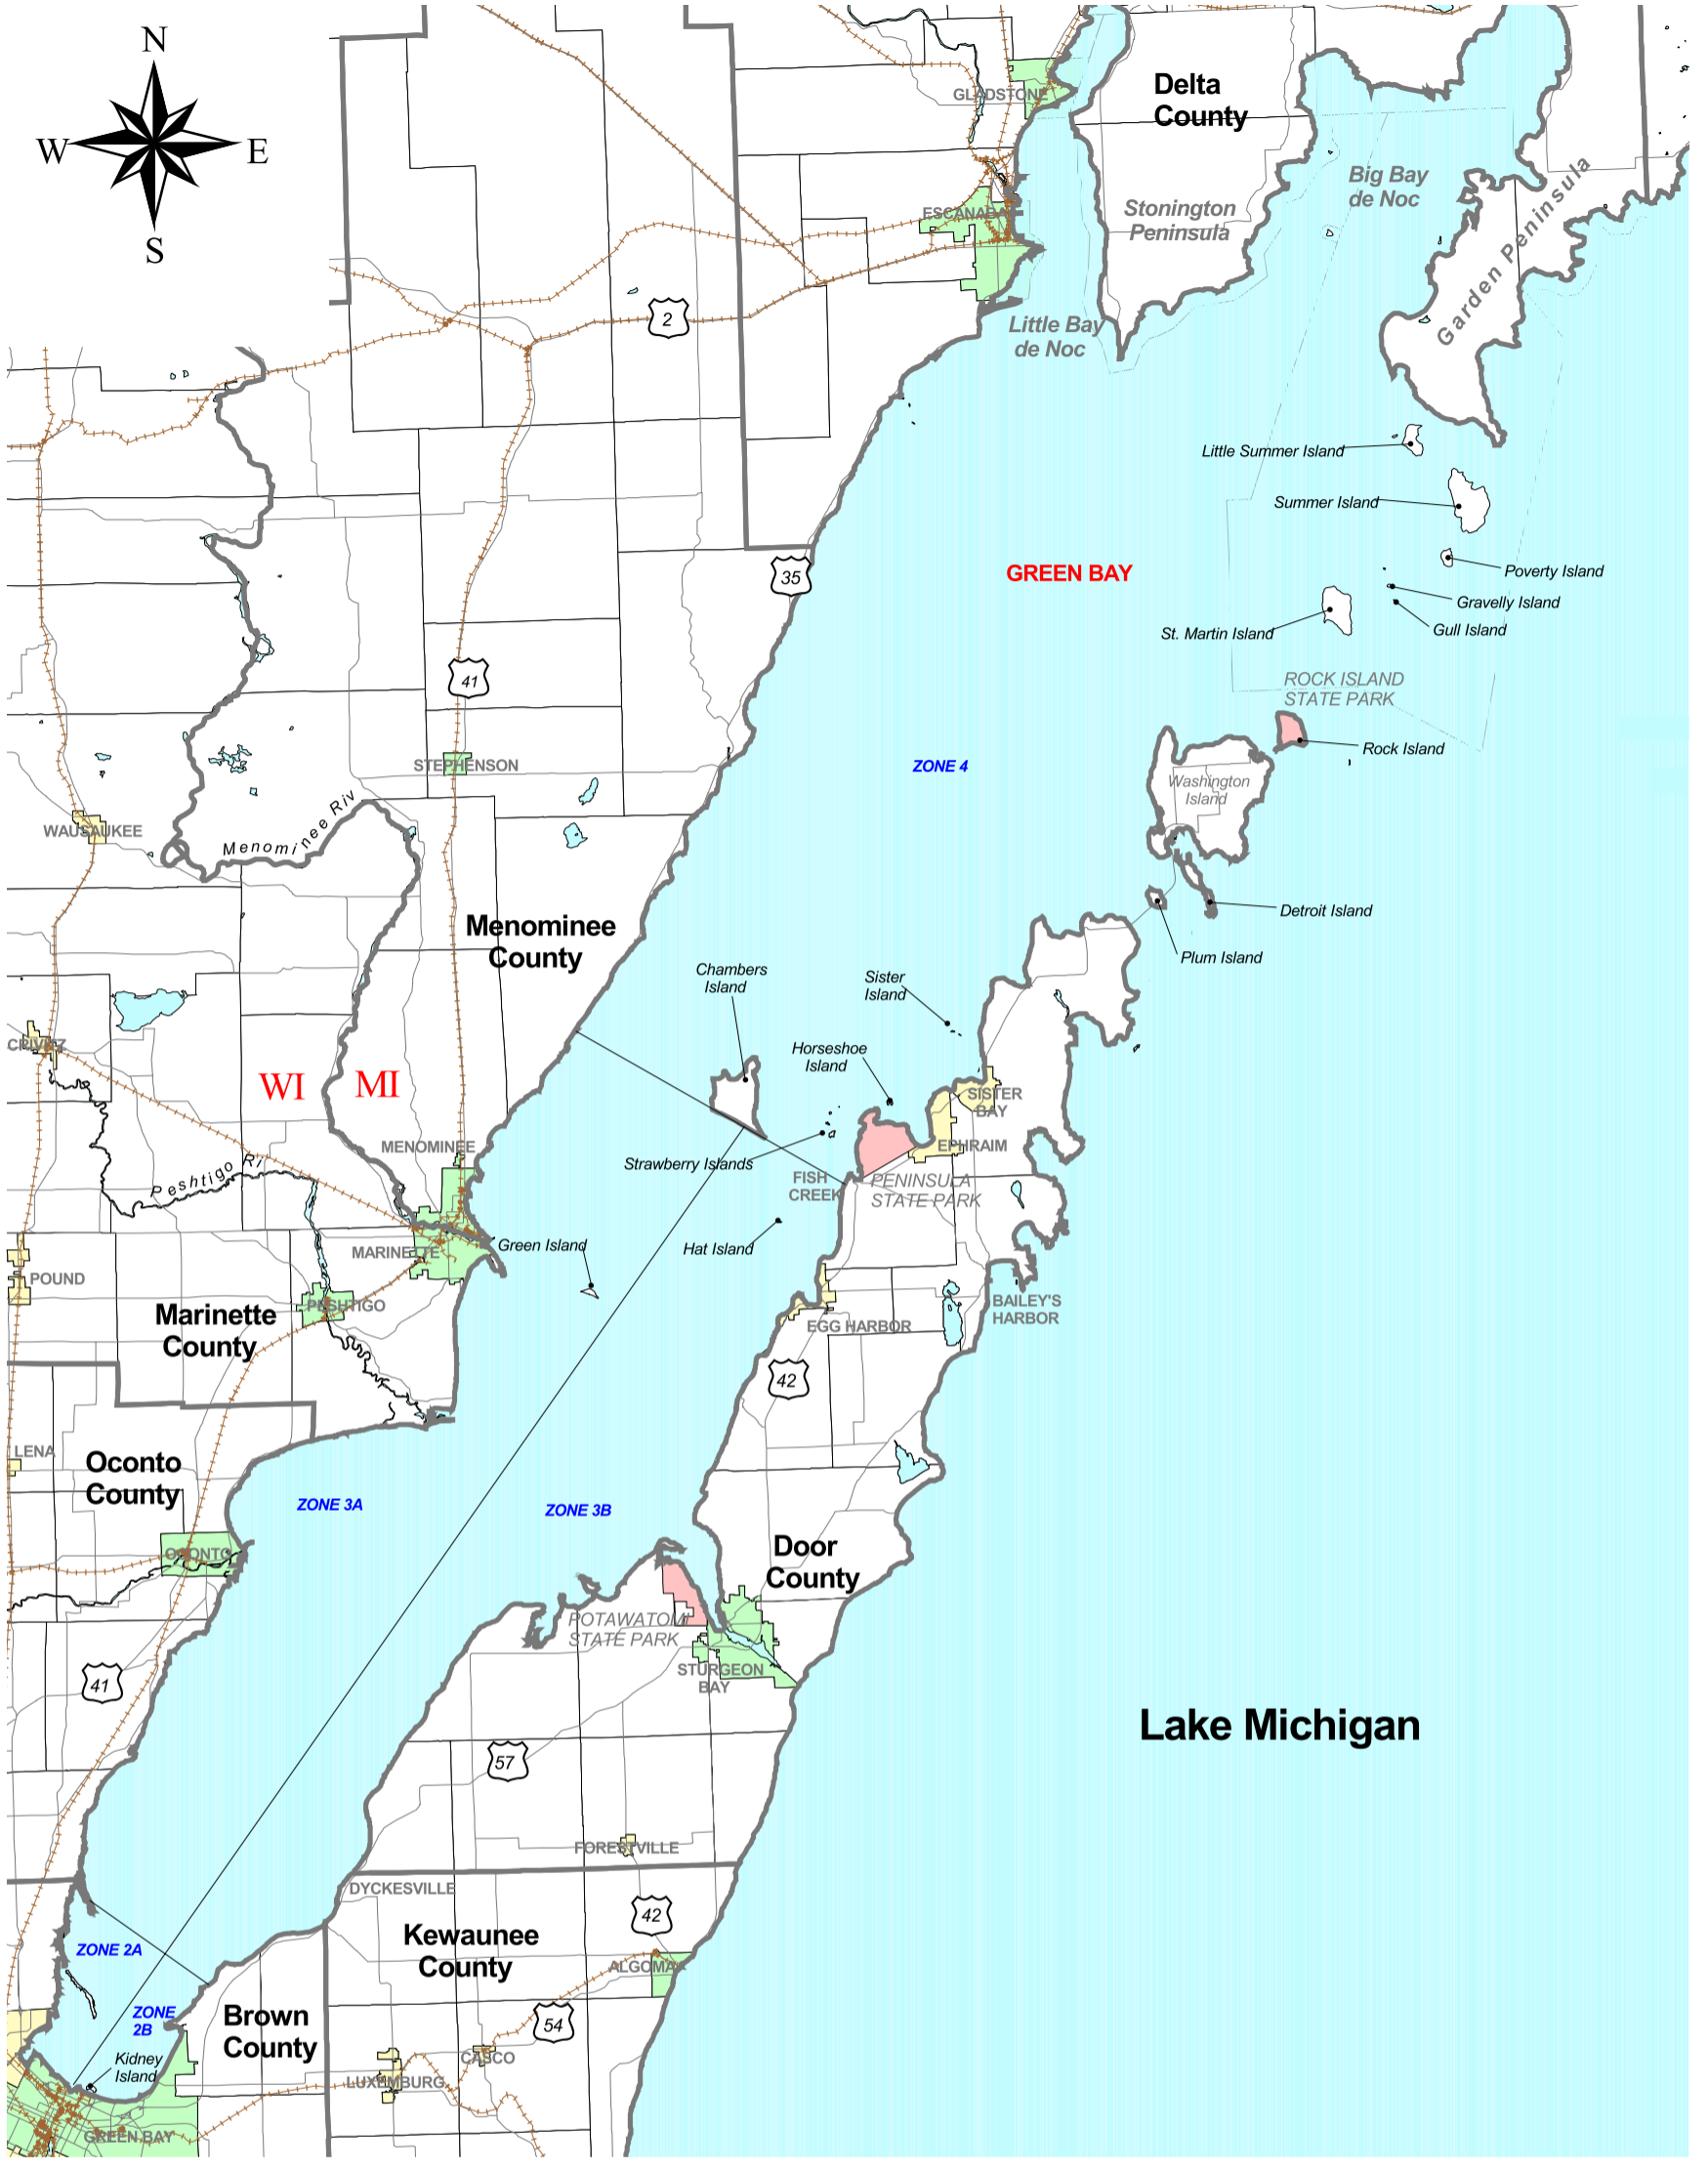 N
W
E
S
GLADSTONE
Delta
County
Big Bay
de Noc
Stonington
Peninsula
Garden Peninsula
ESCANABA
2
Little Bay
de Noc
Little Summer Island
Summer Island
35
GREEN BAY
Poverty Island
Gravelly Island
Gull Island
St. Martin Island
41
ROCK ISLAND
STATE PARK
Rock Island
STEPHENSON
ZONE 4
Washington
Island
WAUSAUKEE
Menominee Riv
Detroit Island
Menominee
County
Plum Island
Chambers
Island
Sister
Island
CRIVITZ
Horseshoe
Island
WI
MI
SISTER
BAY
MENOMINEE
EPHRAIM
Strawberry Islands
Peshtigo Ri
FISH
CREEK
PENINSULA
STATE PARK
MARINETTE
Green Island
Hat Island
POUND
PESHTIGO
BAILEY'S
HARBOR
Marinette
County
EGG HARBOR
42
LENA
Oconto
County
ZONE 3A
ZONE 3B
OCONTO
Door
County
POTAWATOMI
STATE PARK
41
STURGEON
BAY
Lake Michigan
57
FORESTVILLE
DYCKESVILLE
42
Kewaunee
County
ZONE 2A
ALGOMA
ZONE
2B
Brown
County
54
Kidney
Island
CASCO
LUXEMBURG
GREEN BAY